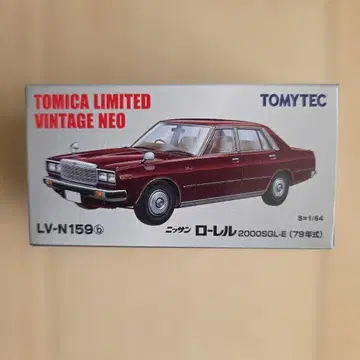 TOMICA LIMITED
VINTAGE NEO
TOMYTEC
S=1/64
LV-N159ⓑ
ニッサン ローレル 2000SGL-E (79年式)